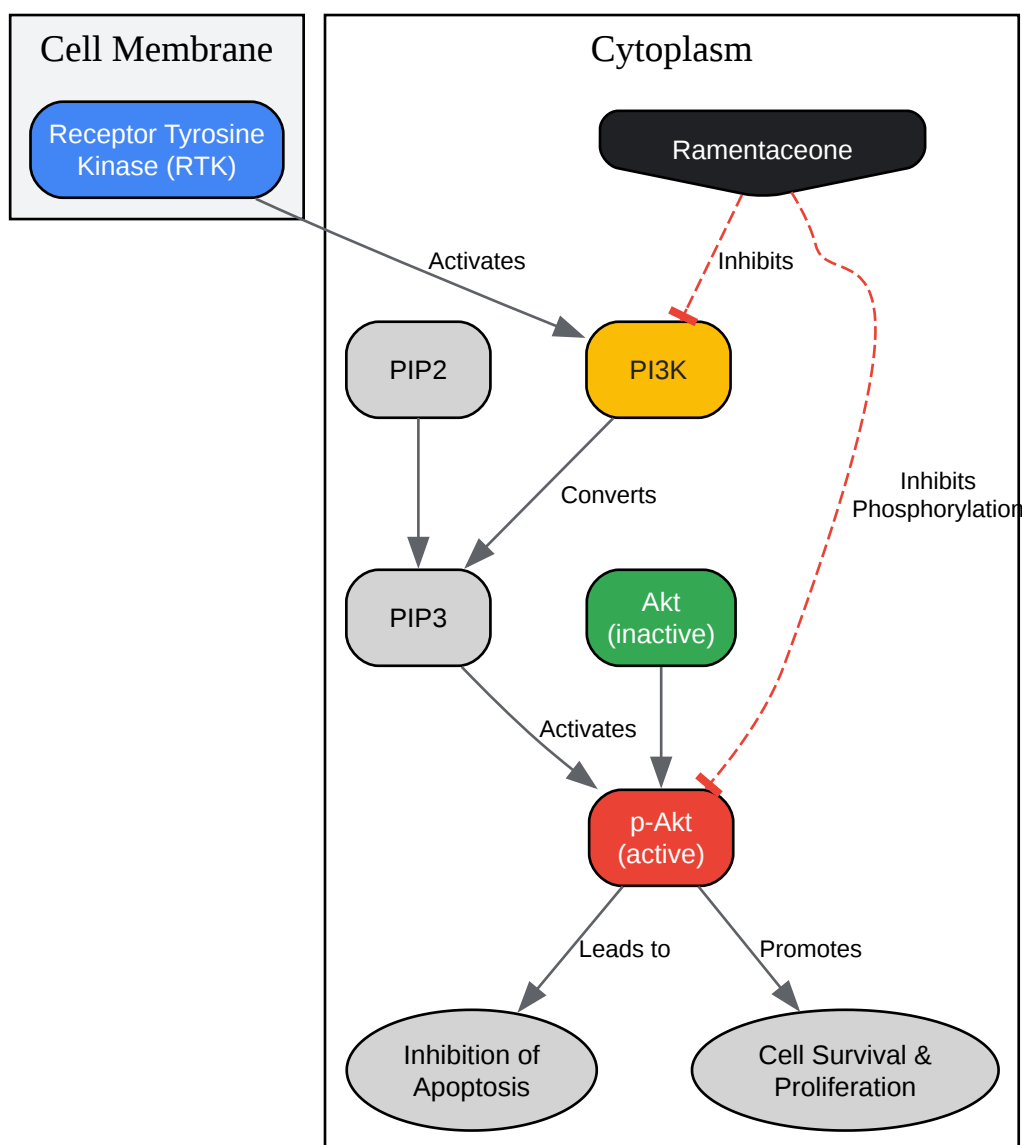 Cell Membrane
Cytoplasm
Receptor Tyrosine
Kinase (RTK)
Ramentaceone
Activates
Inhibits
PIP2
PI3K
Converts
Inhibits
Phosphorylation
PIP3
Akt
(inactive)
Activates
p-Akt
(active)
Leads to
Promotes
Inhibition of
Apoptosis
Cell Survival &
Proliferation